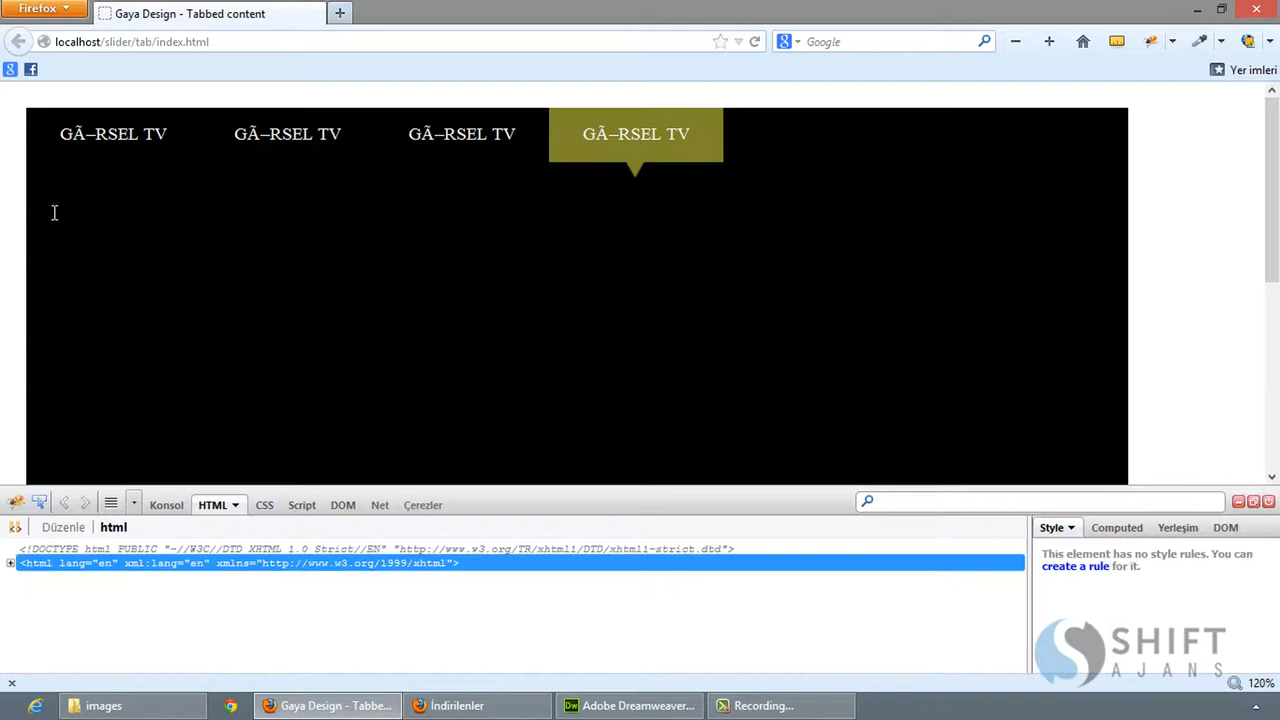 Firefox
Gaya Design - Tabbed content
localhost/slider/tab/index.html
Google
Yer imleri
GÃ–RSEL TV
GÃ–RSEL TV
GÃ–RSEL TV
GÃ–RSEL TV
Konsol
HTML
CSS
Script
DOM
Net
Çerezler
Düzenle
html
Style
Computed
Yerleşim
DOM
<!DOCTYPE html PUBLIC "-//W3C//DTD XHTML 1.0 Strict//EN" "http://www.w3.org/TR/xhtml1/DTD/xhtml1-strict.dtd">
<html lang="en" xml:lang="en" xmlns="http://www.w3.org/1999/xhtml">
This element has no style rules. You can
create a rule for it.
SHIFT
AJANS
120%
images
Gaya Design - Tabbe...
İndirilenler
Adobe Dreamweaver...
Recording...